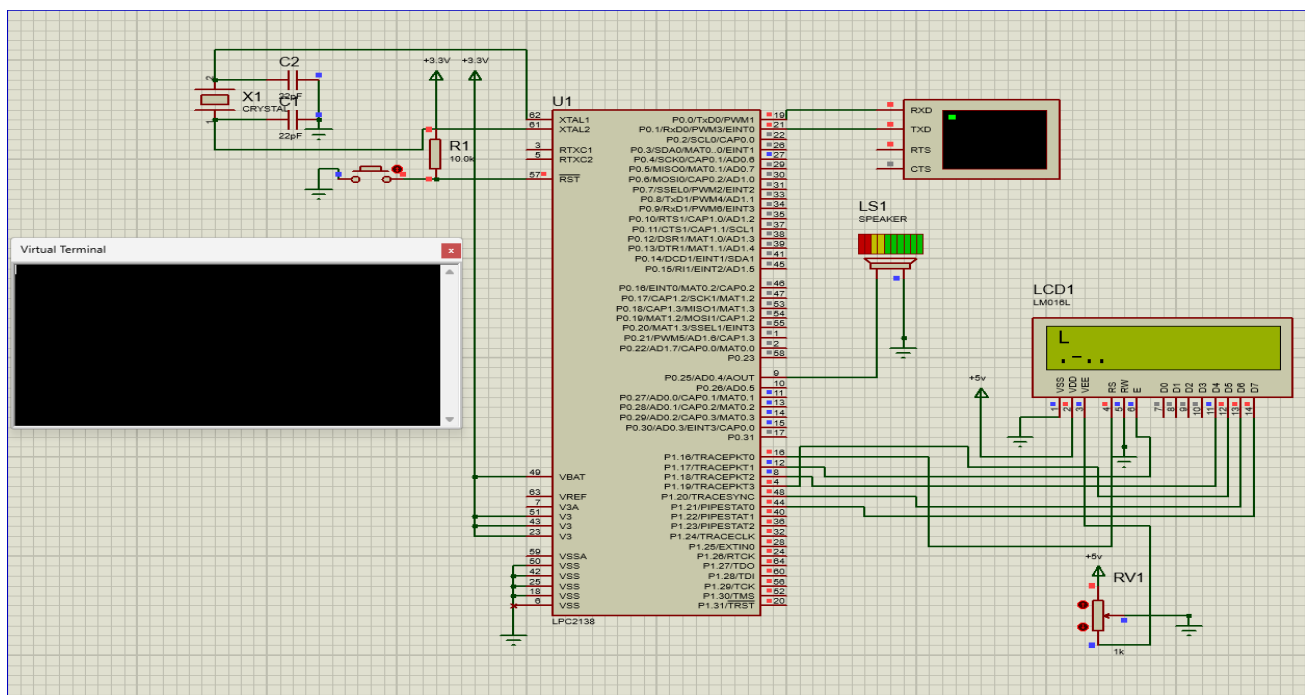 C2
22pF
X1
CRYSTAL
2
1
C1
22pF
+3.3V
+3.3V
R1
10.0k
U1
62 XTAL1
61 XTAL2
3 RTXC1
5 RTXC2
57 RST
49 VBAT
63 VREF
7 V3A
51 V3
43 V3
23 V3
59 VSSA
50 VSS
42 VSS
25 VSS
18 VSS
6 VSS
LPC2138
P0.0/TxD0/PWM1 19
P0.1/RxD0/PWM3/EINT0 21
P0.2/SCL0/CAP0.0 22
P0.3/SDA0/MAT0..0/EINT1 26
P0.4/SCK0/CAP0.1/AD0.6 27
P0.5/MISO0/MAT0.1/AD0.7 29
P0.6/MOSI0/CAP0.2/AD1.0 30
P0.7/SSEL0/PWM2/EINT2 31
P0.8/TxD1/PWM4/AD1.1 33
P0.9/RxD1/PWM6/EINT3 34
P0.10/RTS1/CAP1.0/AD1.2 35
P0.11/CTS1/CAP1.1/SCL1 37
P0.12/DSR1/MAT1.0/AD1.3 38
P0.13/DTR1/MAT1.1/AD1.4 39
P0.14/DCD1/EINT1/SDA1 41
P0.15/RI1/EINT2/AD1.5 45
P0.16/EINT0/MAT0.2/CAP0.2 46
P0.17/CAP1.2/SCK1/MAT1.2 47
P0.18/CAP1.3/MISO1/MAT1.3 53
P0.19/MAT1.2/MOSI1/CAP1.2 54
P0.20/MAT1.3/SSEL1/EINT3 55
P0.21/PWM5/AD1.6/CAP1.3 1
P0.22/AD1.7/CAP0.0/MAT0.0 2
P0.23 58
P0.25/AD0.4/AOUT 9
P0.26/AD0.5 10
P0.27/AD0.0/CAP0.1/MAT0.1 11
P0.28/AD0.1/CAP0.2/MAT0.2 13
P0.29/AD0.2/CAP0.3/MAT0.3 14
P0.30/AD0.3/EINT3/CAP0.0 15
P0.31 17
P1.16/TRACEPKT0 16
P1.17/TRACEPKT1 12
P1.18/TRACEPKT2 8
P1.19/TRACEPKT3 4
P1.20/TRACESYNC 48
P1.21/PIPESTAT0 44
P1.22/PIPESTAT1 40
P1.23/PIPESTAT2 36
P1.24/TRACECLK 32
P1.25/EXTIN0 28
P1.26/RTCK 24
P1.27/TDO 64
P1.28/TDI 60
P1.29/TCK 56
P1.30/TMS 52
P1.31/TRST 20
RXD
TXD
RTS
CTS
LS1
SPEAKER
Virtual Terminal
LCD1
LM016L
L
.-..
VSS VDD VEE RS RW E D0 D1 D2 D3 D4 D5 D6 D7
1 2 3 4 5 6 7 8 9 10 11 12 13 14
+5v
+5v
RV1
1k